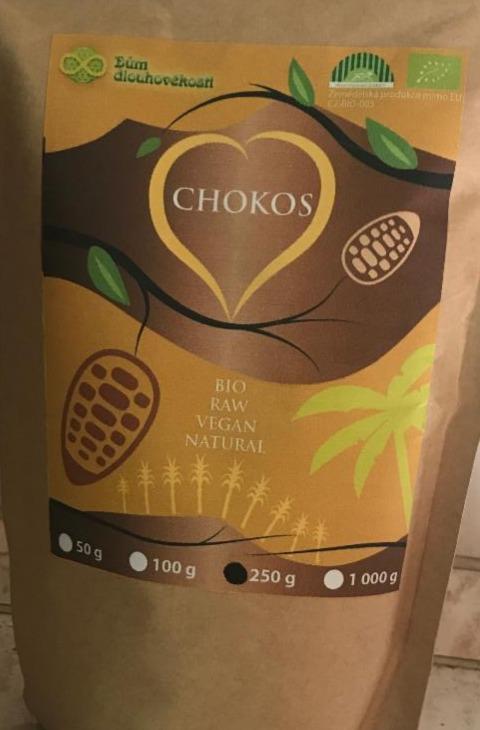 Dům
dlouhověkosti
Zemědělská produkce mimo EU
CZ-BIO-003
CHOKOS
BIO
RAW
VEGAN
NATURAL
50 g
100 g
250 g
1 000 g